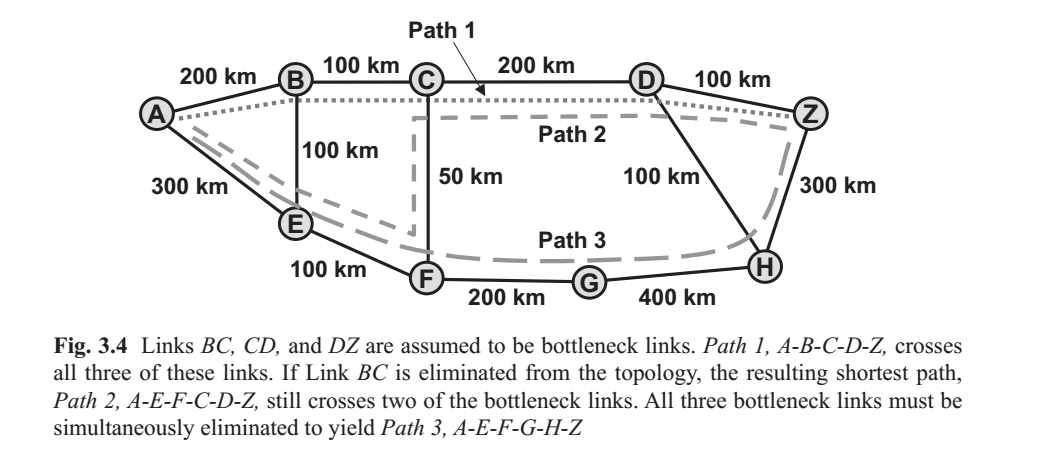 Path 1
200 km
B
100 km
C
200 km
D
100 km
A
Z
Path 2
100 km
50 km
100 km
300 km
300 km
E
Path 3
100 km
F
200 km
G
400 km
H
Fig. 3.4 Links BC, CD, and DZ are assumed to be bottleneck links. Path 1, A-B-C-D-Z, crosses
all three of these links. If Link BC is eliminated from the topology, the resulting shortest path,
Path 2, A-E-F-C-D-Z, still crosses two of the bottleneck links. All three bottleneck links must be
simultaneously eliminated to yield Path 3, A-E-F-G-H-Z